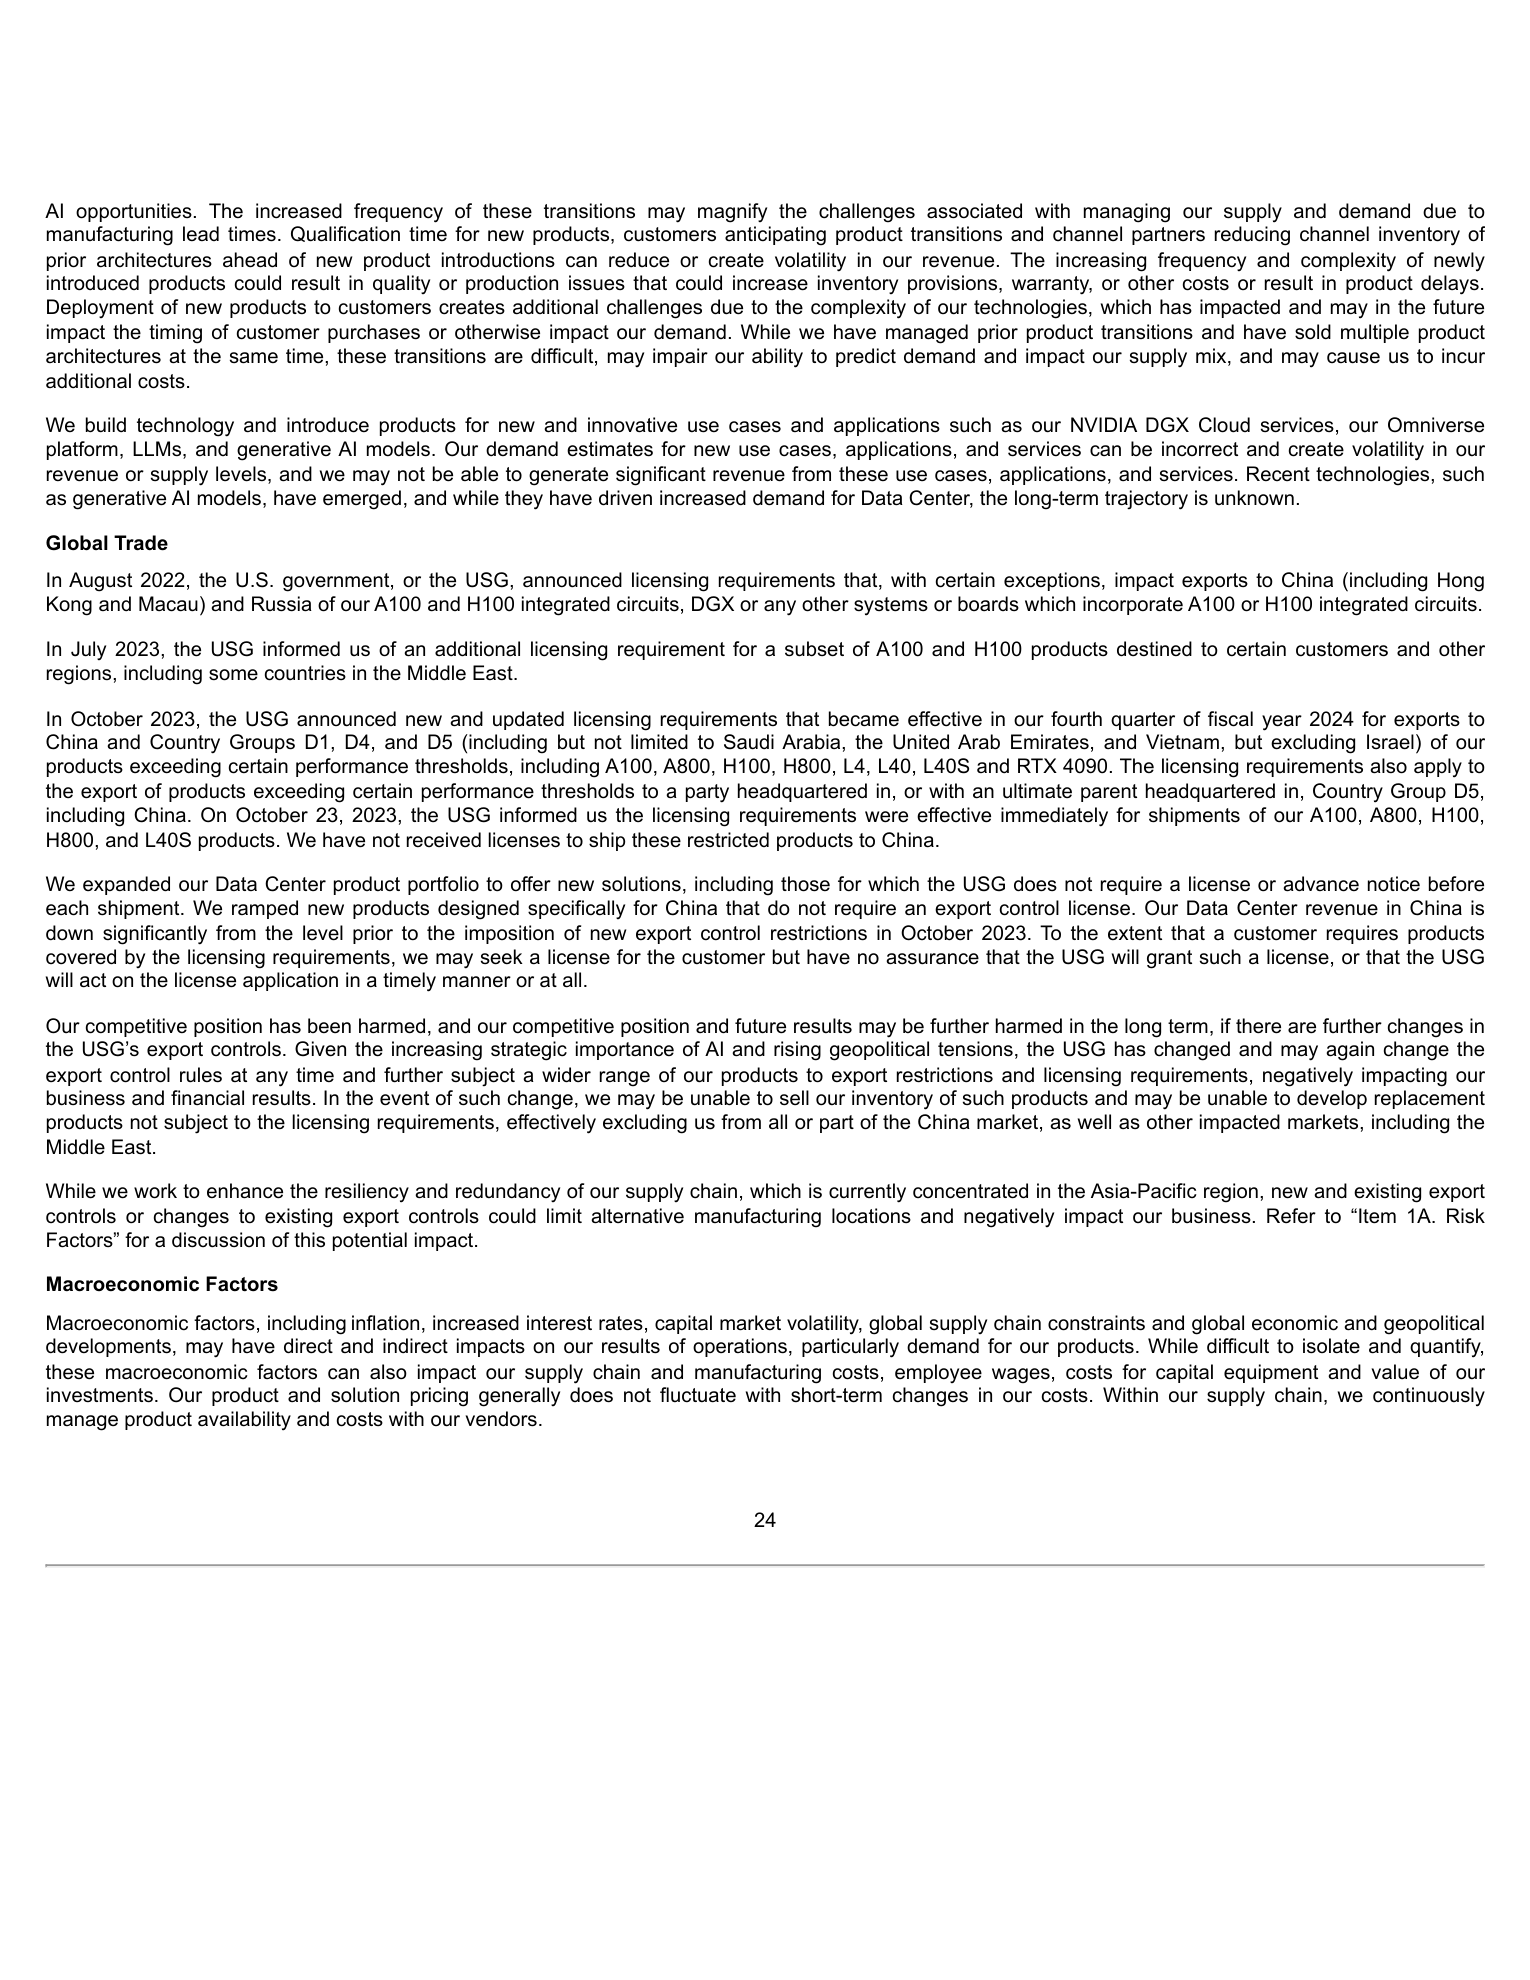 AI opportunities. The increased frequency of these transitions may magnify the challenges associated with managing our supply and demand due to
manufacturing lead times. Qualification time for new products, customers anticipating product transitions and channel partners reducing channel inventory of
prior architectures ahead of new product introductions can reduce or create volatility in our revenue. The increasing frequency and complexity of newly
introduced products could result in quality or production issues that could increase inventory provisions, warranty, or other costs or result in product delays.
Deployment of new products to customers creates additional challenges due to the complexity of our technologies, which has impacted and may in the future
impact the timing of customer purchases or otherwise impact our demand. While we have managed prior product transitions and have sold multiple product
architectures at the same time, these transitions are difficult, may impair our ability to predict demand and impact our supply mix, and may cause us to incur
additional costs.
We build technology and introduce products for new and innovative use cases and applications such as our NVIDIA DGX Cloud services, our Omniverse
platform, LLMs, and generative AI models. Our demand estimates for new use cases, applications, and services can be incorrect and create volatility in our
revenue or supply levels, and we may not be able to generate significant revenue from these use cases, applications, and services. Recent technologies, such
as generative AI models, have emerged, and while they have driven increased demand for Data Center, the long-term trajectory is unknown.
Global Trade
In August 2022, the U.S. government, or the USG, announced licensing requirements that, with certain exceptions, impact exports to China (including Hong
Kong and Macau) and Russia of our A100 and H100 integrated circuits, DGX or any other systems or boards which incorporate A100 or H100 integrated circuits.
In July 2023, the USG informed us of an additional licensing requirement for a subset of A100 and H100 products destined to certain customers and other
regions, including some countries in the Middle East.
In October 2023, the USG announced new and updated licensing requirements that became effective in our fourth quarter of fiscal year 2024 for exports to
China and Country Groups D1, D4, and D5 (including but not limited to Saudi Arabia, the United Arab Emirates, and Vietnam, but excluding Israel) of our
products exceeding certain performance thresholds, including A100, A800, H100, H800, L4, L40, L40S and RTX 4090. The licensing requirements also apply to
the export of products exceeding certain performance thresholds to a party headquartered in, or with an ultimate parent headquartered in, Country Group D5,
including China. On October 23, 2023, the USG informed us the licensing requirements were effective immediately for shipments of our A100, A800, H100,
H800, and L40S products. We have not received licenses to ship these restricted products to China.
We expanded our Data Center product portfolio to offer new solutions, including those for which the USG does not require a license or advance notice before
each shipment. We ramped new products designed specifically for China that do not require an export control license. Our Data Center revenue in China is
down significantly from the level prior to the imposition of new export control restrictions in October 2023. To the extent that a customer requires products
covered by the licensing requirements, we may seek a license for the customer but have no assurance that the USG will grant such a license, or that the USG
will act on the license application in a timely manner or at all.
Our competitive position has been harmed, and our competitive position and future results may be further harmed in the long term, if there are further changes in
the USG’s export controls. Given the increasing strategic importance of AI and rising geopolitical tensions, the USG has changed and may again change the
export control rules at any time and further subject a wider range of our products to export restrictions and licensing requirements, negatively impacting our
business and financial results. In the event of such change, we may be unable to sell our inventory of such products and may be unable to develop replacement
products not subject to the licensing requirements, effectively excluding us from all or part of the China market, as well as other impacted markets, including the
Middle East.
While we work to enhance the resiliency and redundancy of our supply chain, which is currently concentrated in the Asia-Pacific region, new and existing export
controls or changes to existing export controls could limit alternative manufacturing locations and negatively impact our business. Refer to “Item 1A. Risk
Factors” for a discussion of this potential impact.
Macroeconomic Factors
Macroeconomic factors, including inflation, increased interest rates, capital market volatility, global supply chain constraints and global economic and geopolitical
developments, may have direct and indirect impacts on our results of operations, particularly demand for our products. While difficult to isolate and quantify,
these macroeconomic factors can also impact our supply chain and manufacturing costs, employee wages, costs for capital equipment and value of our
investments. Our product and solution pricing generally does not fluctuate with short-term changes in our costs. Within our supply chain, we continuously
manage product availability and costs with our vendors.
24